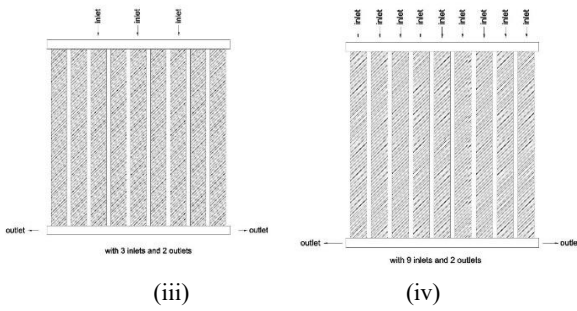 inlet inlet inlet
outlet outlet
with 3 inlets and 2 outlets
(iii)
inlet inlet inlet inlet inlet inlet inlet inlet inlet
outlet outlet
with 9 inlets and 2 outlets
(iv)